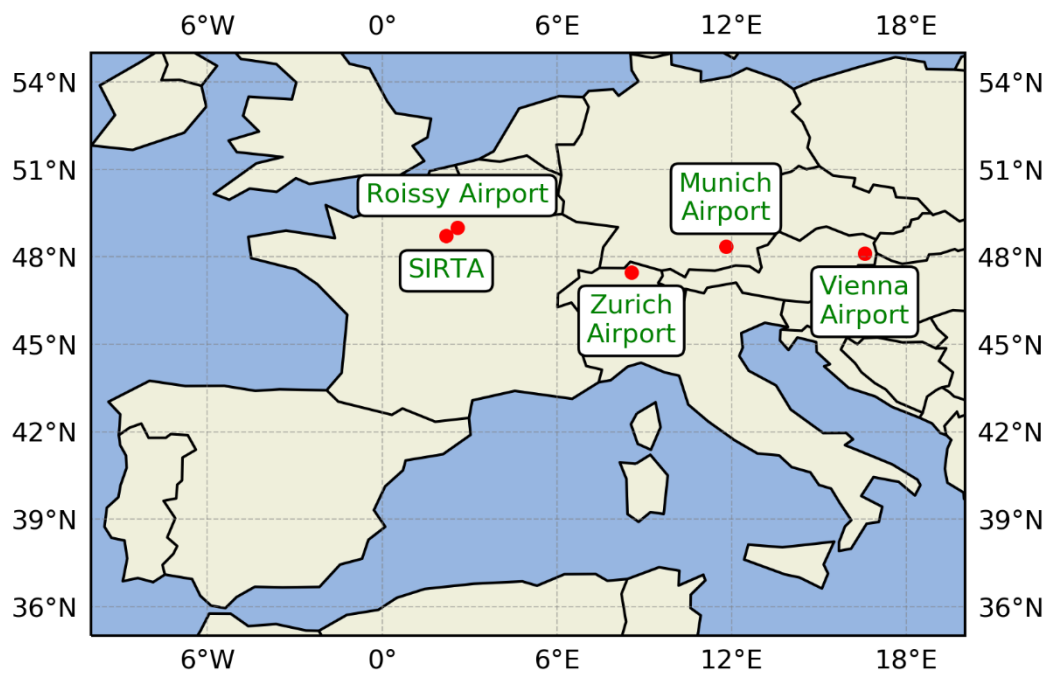 6°W 0° 6°E 12°E 18°E
54°N 54°N
51°N 51°N
Roissy Airport
Munich
Airport
48°N 48°N
SIRTA
Zurich
Airport
Vienna
Airport
45°N 45°N
42°N 42°N
39°N 39°N
36°N 36°N
6°W 0° 6°E 12°E 18°E